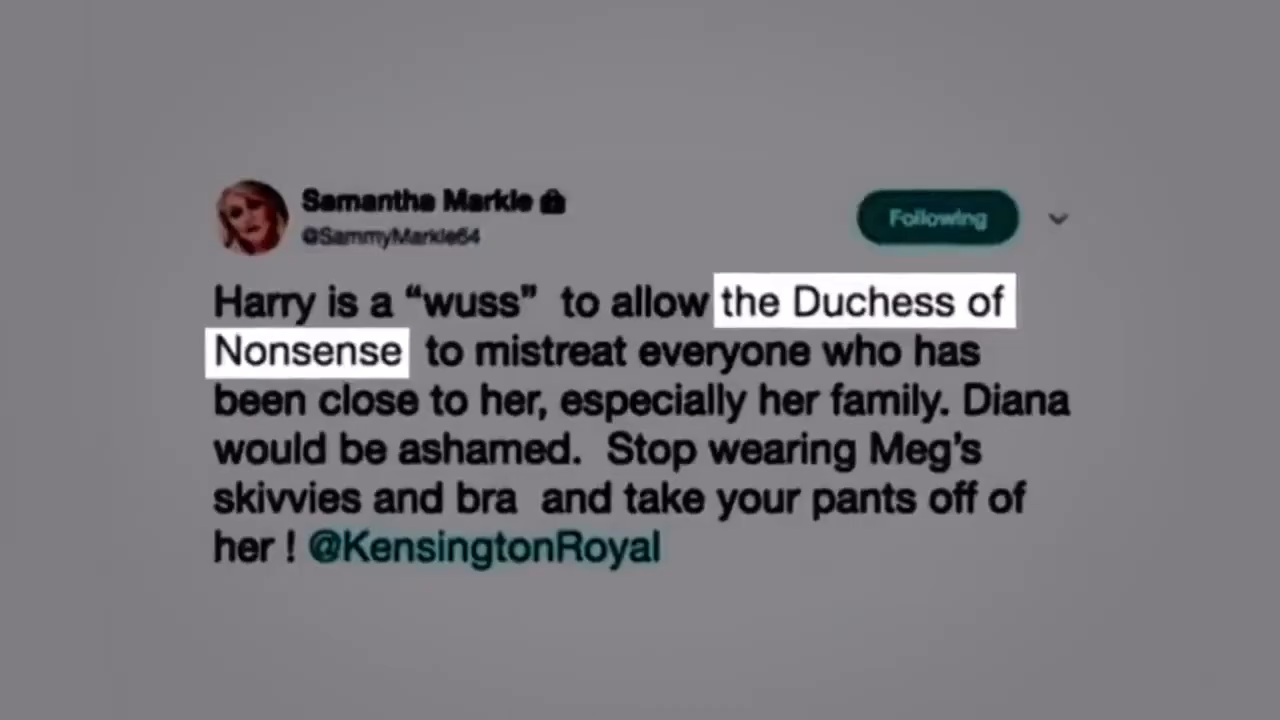 Samantha Markle
@SammyMarkle64
Following
Harry is a “wuss”  to allow the Duchess of
Nonsense  to mistreat everyone who has
been close to her, especially her family. Diana
would be ashamed.  Stop wearing Meg’s
skivvies and bra  and take your pants off of
her ! @KensingtonRoyal